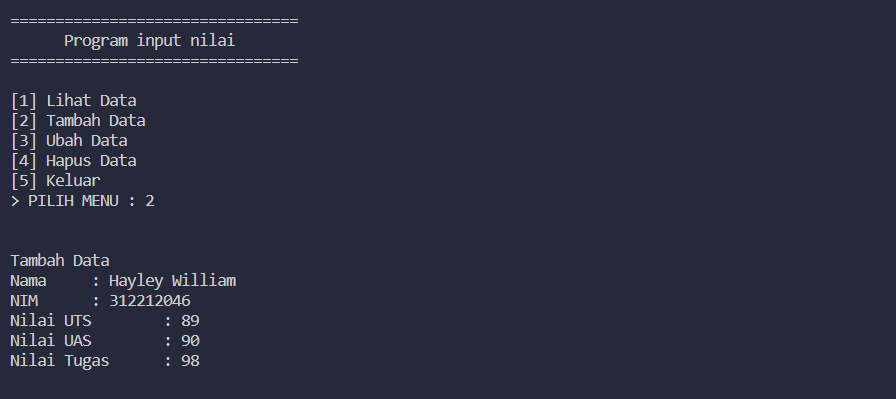 ================================
Program input nilai
================================
[1] Lihat Data
[2] Tambah Data
[3] Ubah Data
[4] Hapus Data
[5] Keluar
> PILIH MENU : 2
Tambah Data
Nama : Hayley William
NIM : 312212046
Nilai UTS : 89
Nilai UAS : 90
Nilai Tugas : 98